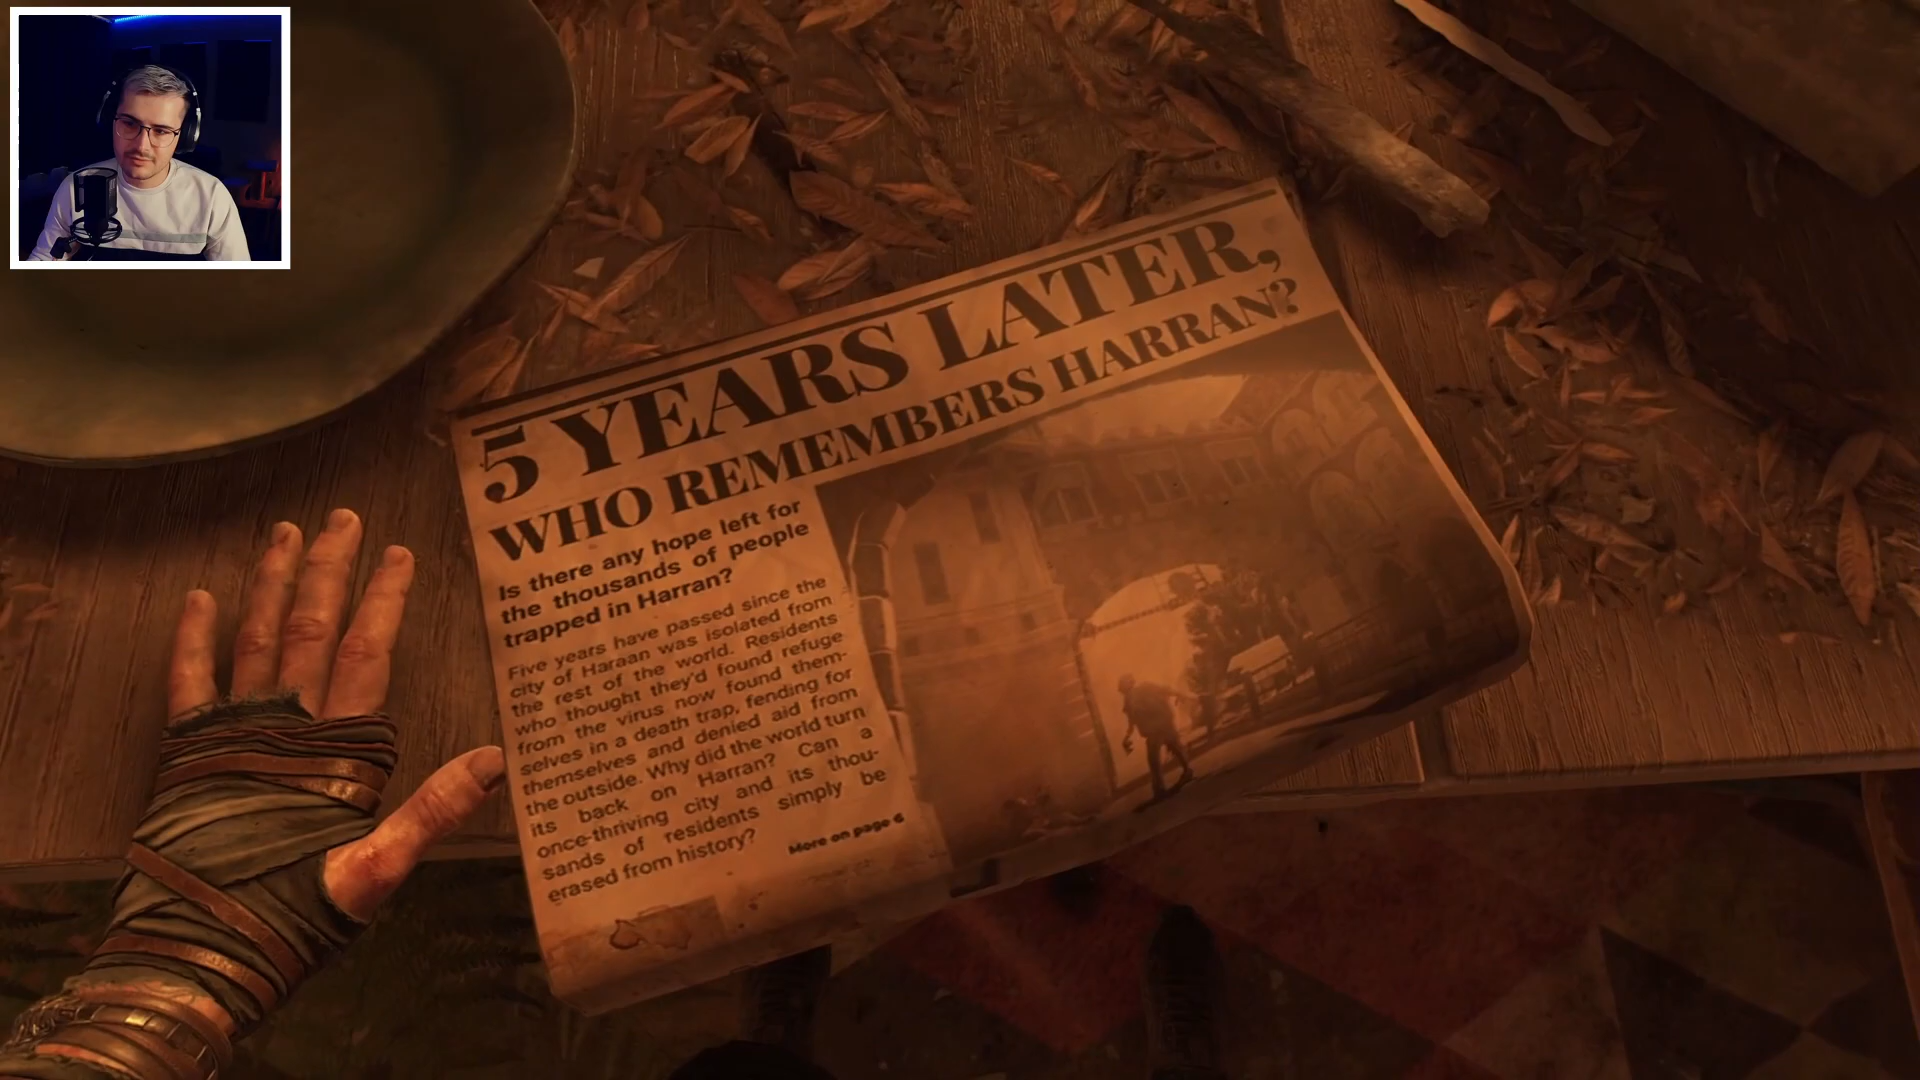 5 YEARS LATER,
WHO REMEMBERS HARRAN?
Is there any hope left for
the thousands of people
trapped in Harran?
Five years have passed since the
city of Haraan was isolated from
the rest of the world. Residents
who thought they'd found refuge
from the virus now found them-
selves in a death trap, fending for
themselves and denied aid from
the outside. Why did the world turn
its back on Harran? Can a
once-thriving city and its thou-
sands of residents simply be
erased from history?
More on page 6